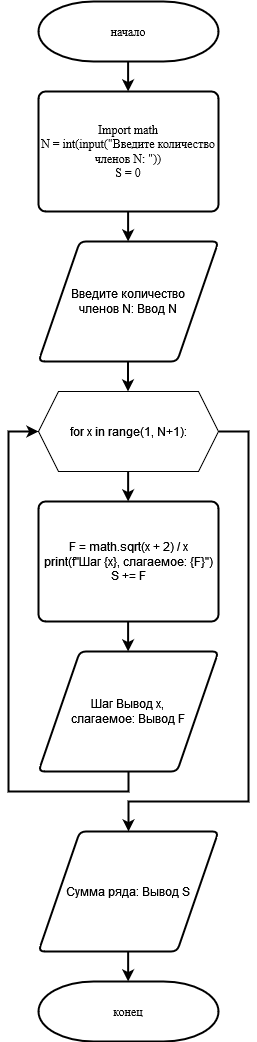 начало
Import math
N = int(input("Введите количество
членов N: "))
S = 0
Введите количество
членов N: Ввод N
for x in range(1, N+1):
F = math.sqrt(x + 2) / x
print(f"Шаг {x}, слагаемое: {F}")
S += F
Шаг Вывод x,
слагаемое: Вывод F
Сумма ряда: Вывод S
конец